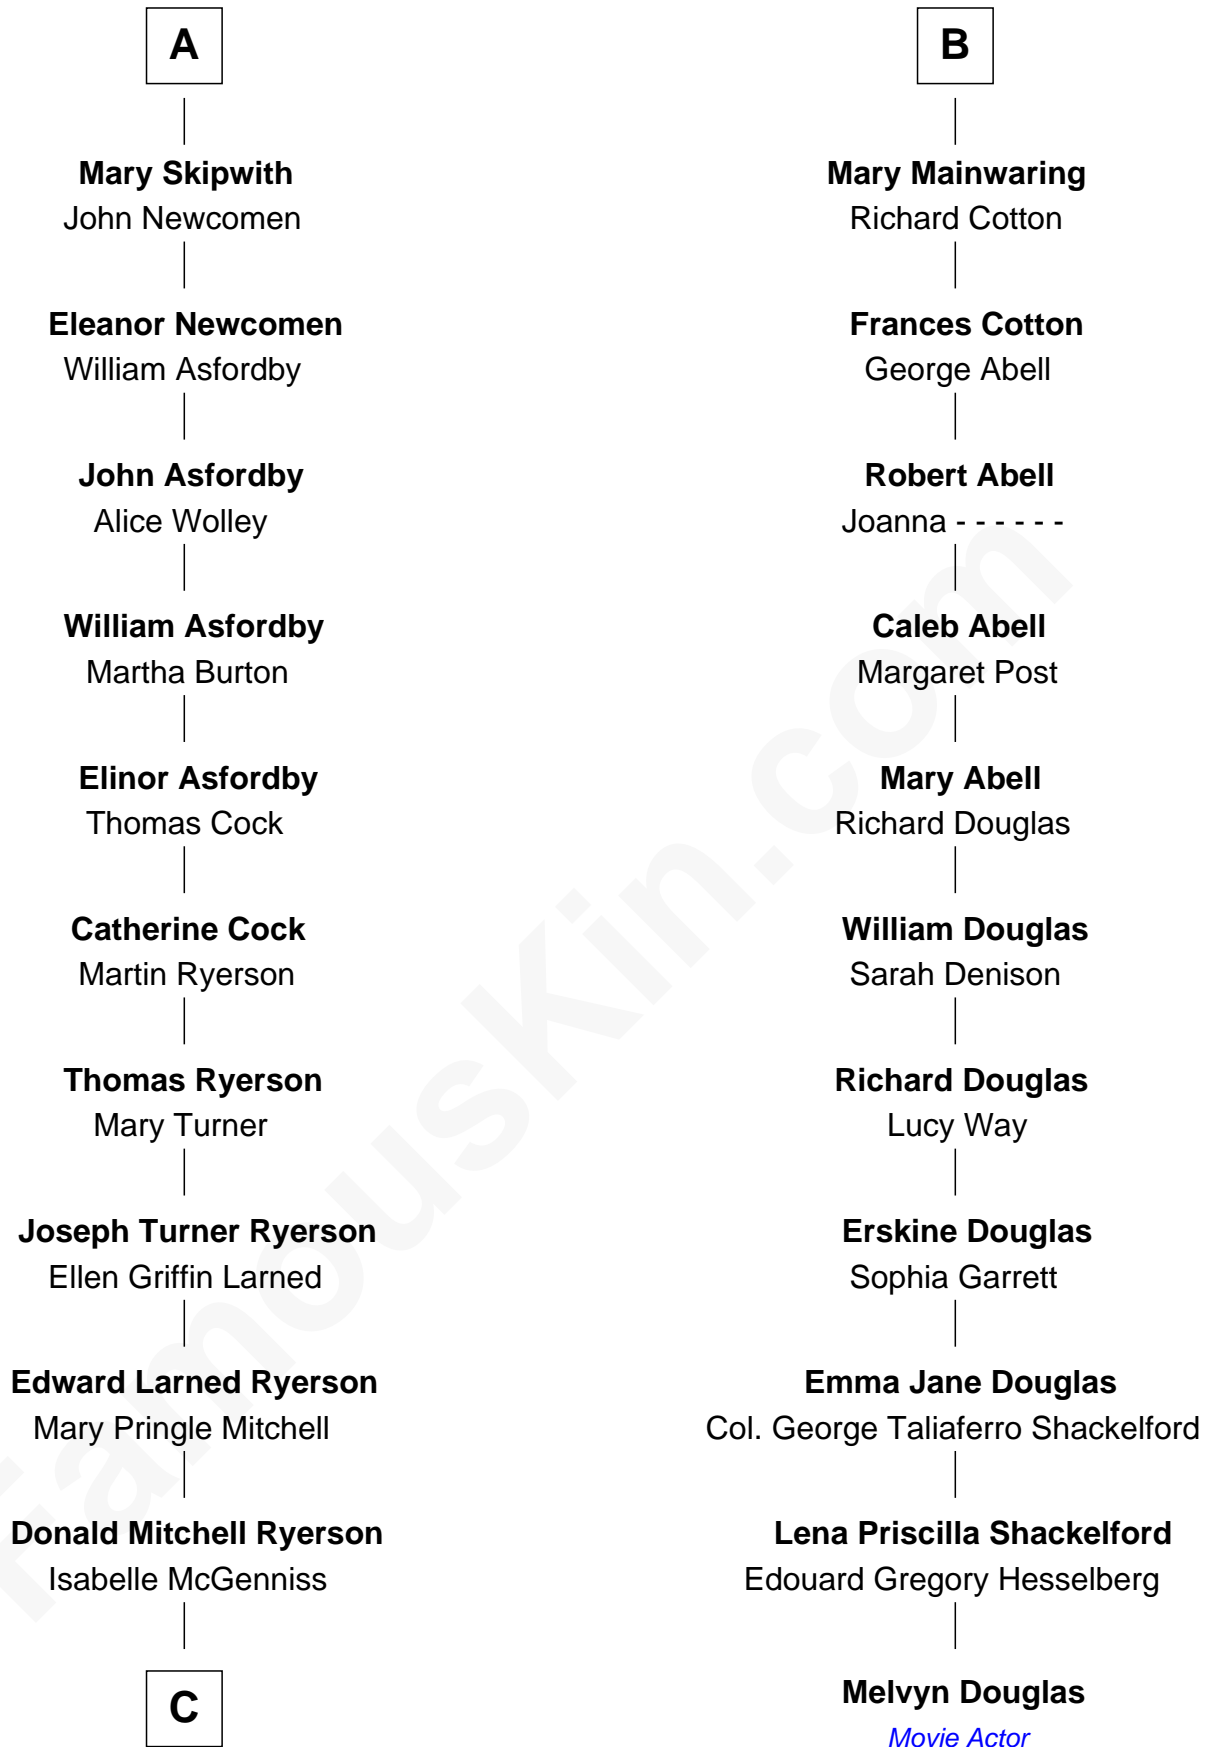 A
Mary Skipwith
John Newcomen
Eleanor Newcomen
William Asfordby
John Asfordby
Alice Wolley
William Asfordby
Martha Burton
Elinor Asfordby
Thomas Cock
Catherine Cock
Martin Ryerson
Thomas Ryerson
Mary Turner
Joseph Turner Ryerson
Ellen Griffin Larned
Edward Larned Ryerson
Mary Pringle Mitchell
Donald Mitchell Ryerson
Isabelle McGenniss
C
B
Mary Mainwaring
Richard Cotton
Frances Cotton
George Abell
Robert Abell
Joanna - - - - - -
Caleb Abell
Margaret Post
Mary Abell
Richard Douglas
William Douglas
Sarah Denison
Richard Douglas
Lucy Way
Erskine Douglas
Sophia Garrett
Emma Jane Douglas
Col. George Taliaferro Shackelford
Lena Priscilla Shackelford
Edouard Gregory Hesselberg
Melvyn Douglas
Movie Actor
FamousKin.com